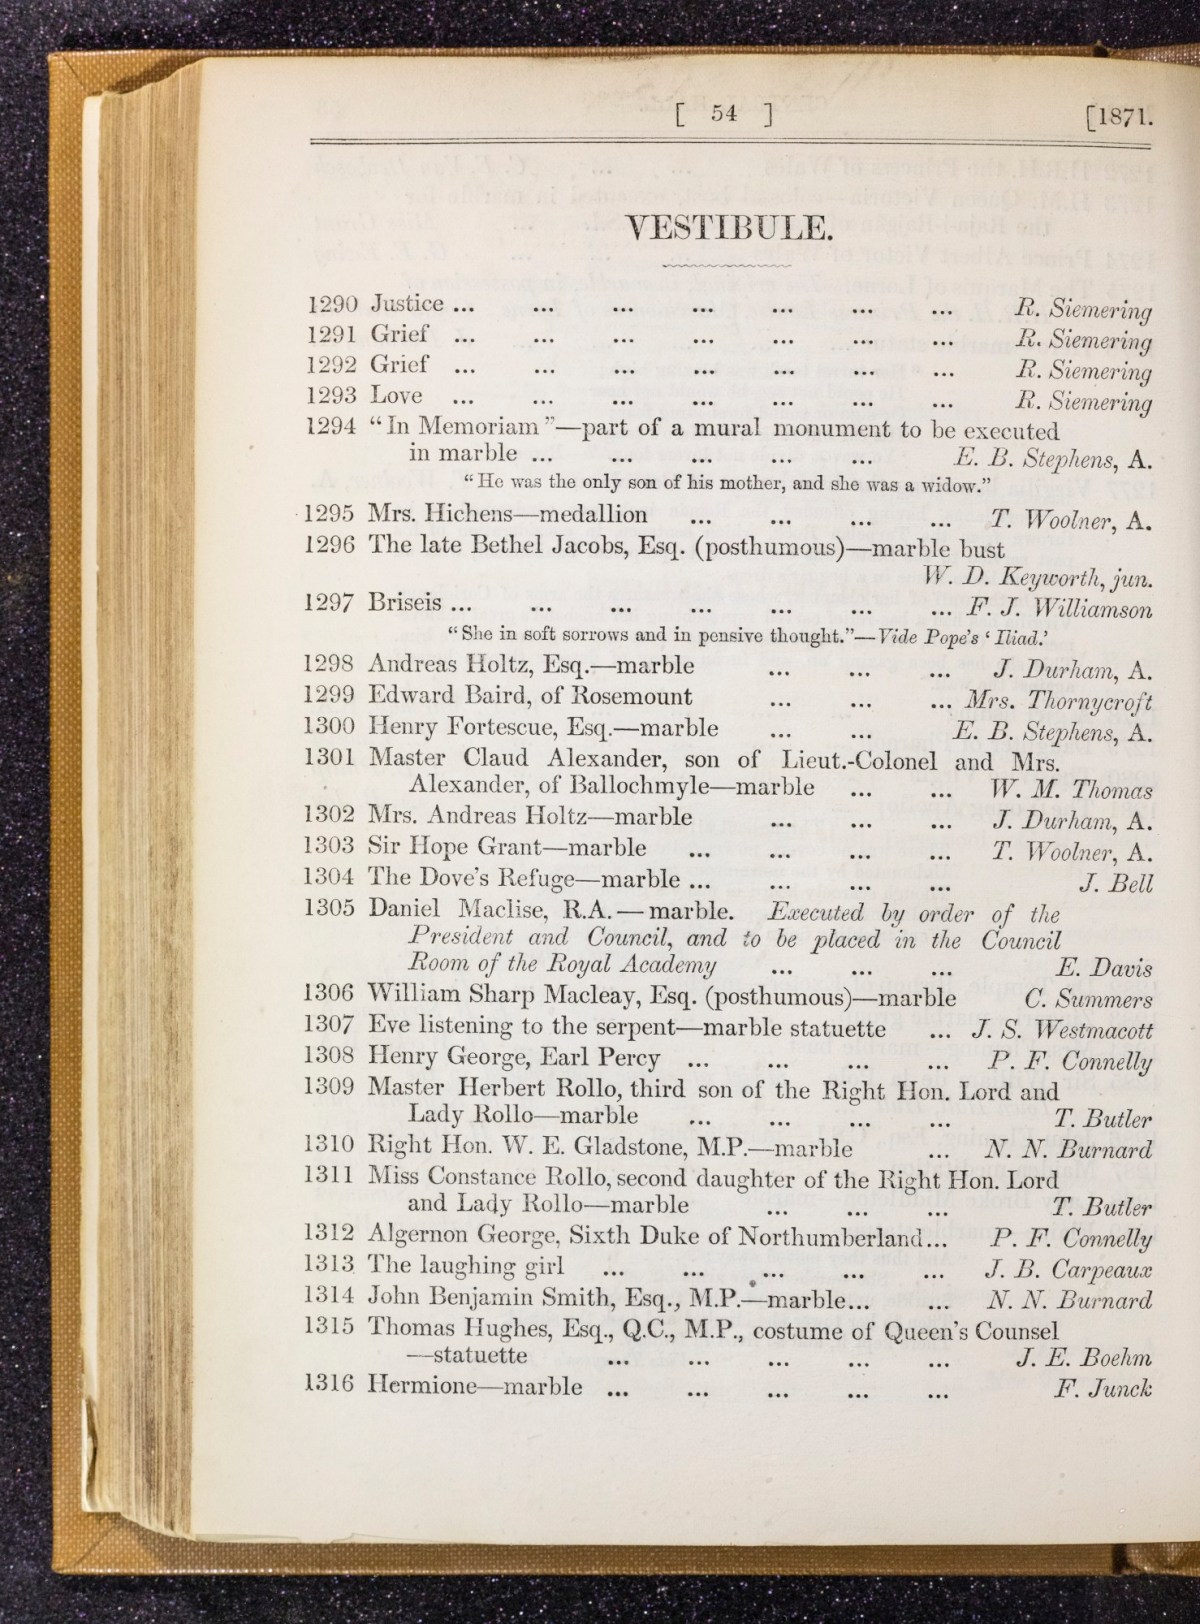 [ 54 ] [1871.
VESTIBULE.
1290 Justice ... ... ... ... ... ... ... R. Siemering
1291 Grief ... ... ... ... ... ... ... R. Siemering
1292 Grief ... ... ... ... ... ... ... R. Siemering
1293 Love ... ... ... ... ... ... ... R. Siemering
1294 “In Memoriam”—part of a mural monument to be executed
in marble ... ... ... ... ... E. B. Stephens, A.
“He was the only son of his mother, and she was a widow.”
1295 Mrs. Hichens—medallion ... ... ... ... T. Woolner, A.
1296 The late Bethel Jacobs, Esq. (posthumous)—marble bust
W. D. Keyworth, jun.
1297 Briseis ... ... ... ... ... ... ... F. J. Williamson
“She in soft sorrows and in pensive thought.”—Vide Pope's ‘Iliad.’
1298 Andreas Holtz, Esq.—marble ... ... ... J. Durham, A.
1299 Edward Baird, of Rosemount ... ... ... Mrs. Thornycroft
1300 Henry Fortescue, Esq.—marble ... ... E. B. Stephens, A.
1301 Master Claud Alexander, son of Lieut.-Colonel and Mrs.
Alexander, of Ballochmyle—marble ... ... W. M. Thomas
1302 Mrs. Andreas Holtz—marble ... ... ... J. Durham, A.
1303 Sir Hope Grant—marble ... ... ... ... T. Woolner, A.
1304 The Dove's Refuge—marble ... ... ... ... J. Bell
1305 Daniel Maclise, R.A.—marble. Executed by order of the
President and Council, and to be placed in the Council
Room of the Royal Academy ... ... ... E. Davis
1306 William Sharp Macleay, Esq. (posthumous)—marble C. Summers
1307 Eve listening to the serpent—marble statuette ... J. S. Westmacott
1308 Henry George, Earl Percy ... ... ... ... P. F. Connelly
1309 Master Herbert Rollo, third son of the Right Hon. Lord and
Lady Rollo—marble ... ... ... ... T. Butler
1310 Right Hon. W. E. Gladstone, M.P.—marble ... N. N. Burnard
1311 Miss Constance Rollo, second daughter of the Right Hon. Lord
and Lady Rollo—marble ... ... ... T. Butler
1312 Algernon George, Sixth Duke of Northumberland... P. F. Connelly
1313 The laughing girl ... ... ... ... ... J. B. Carpeaux
1314 John Benjamin Smith, Esq., M.P.—marble... ... N. N. Burnard
1315 Thomas Hughes, Esq., Q.C., M.P., costume of Queen's Counsel
—statuette ... ... ... ... ... J. E. Boehm
1316 Hermione—marble ... ... ... ... ... F. Junck